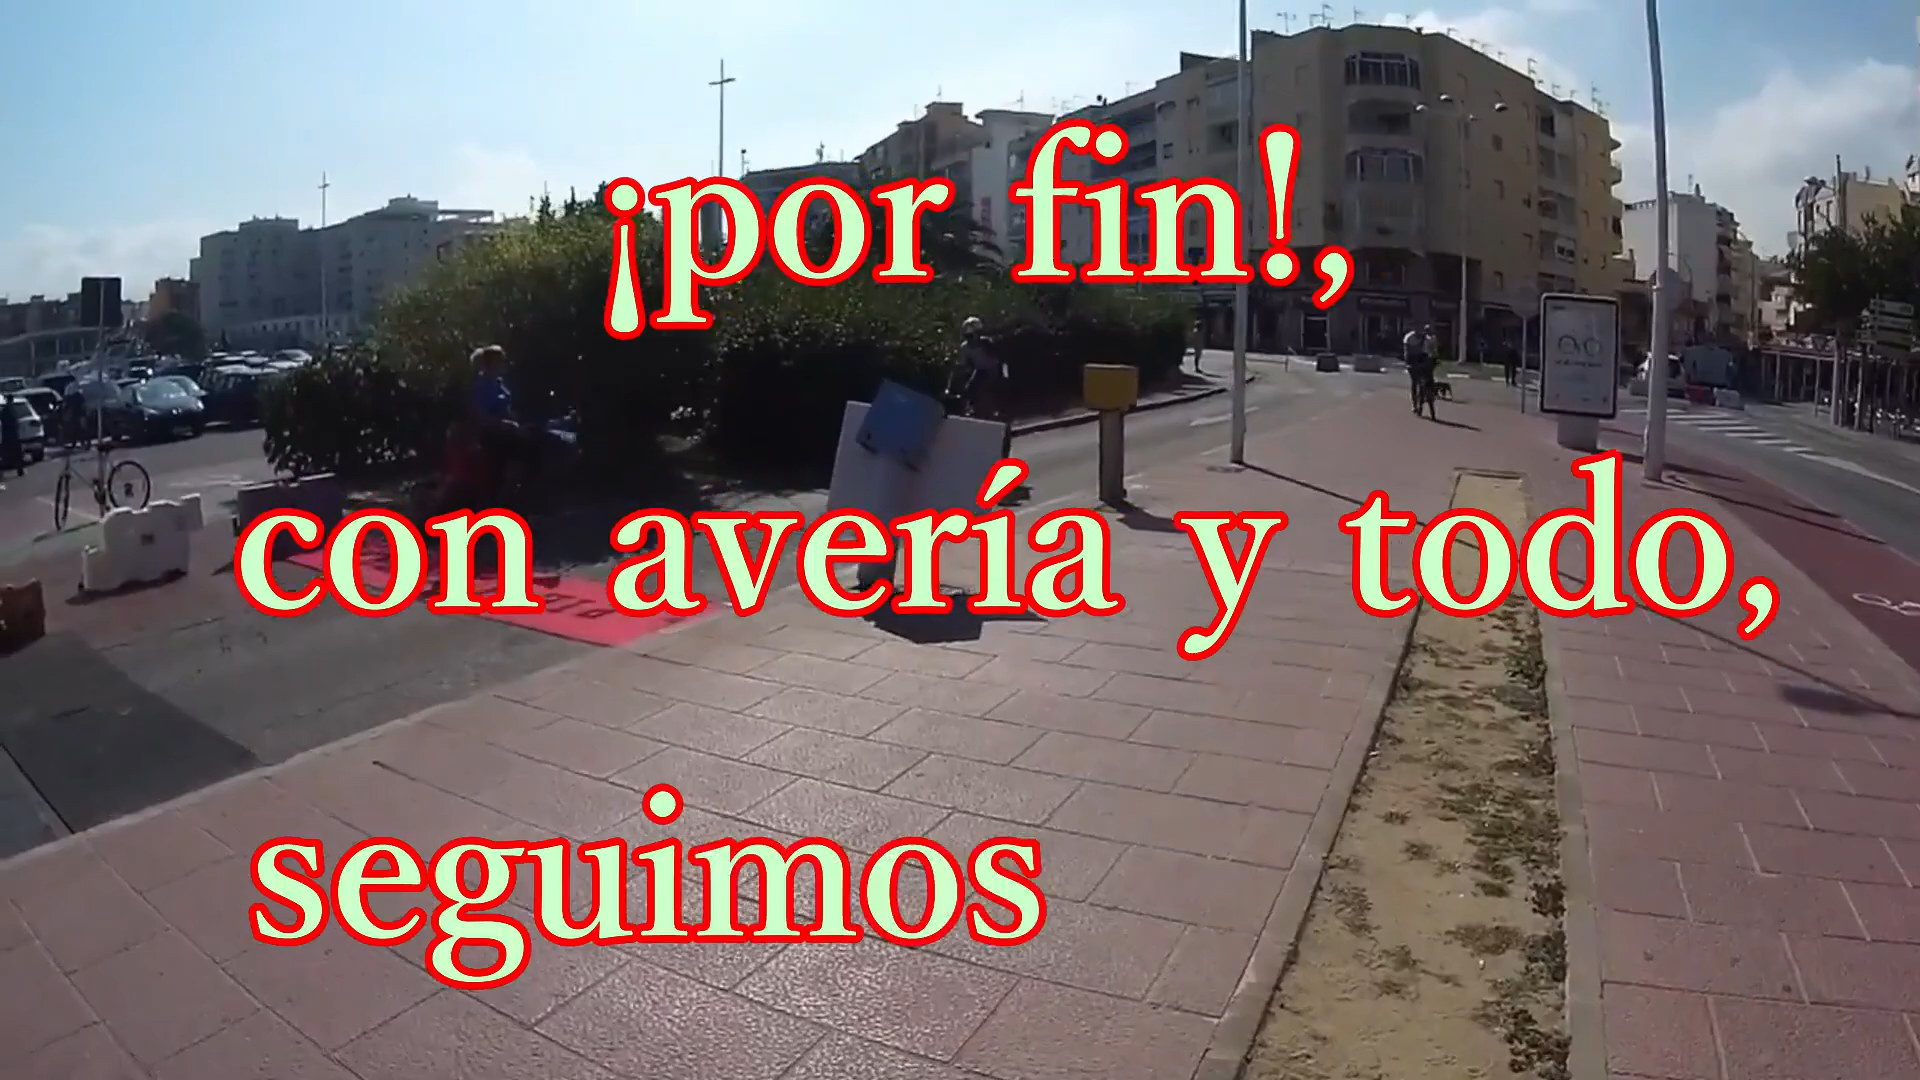 ¡por fin!,
con avería y todo,
seguimos